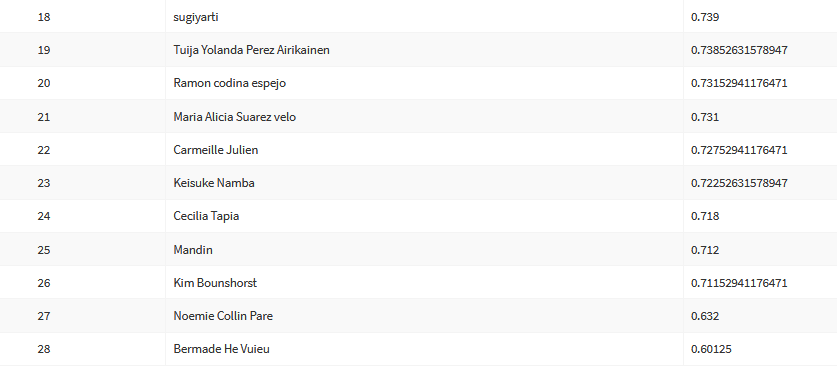 18 sugiyarti 0.739
19 Tuija Yolanda Perez Airikainen 0.73852631578947
20 Ramon codina espejo 0.73152941176471
21 Maria Alicia Suarez velo 0.731
22 Carmeille Julien 0.72752941176471
23 Keisuke Namba 0.72252631578947
24 Cecilia Tapia 0.718
25 Mandin 0.712
26 Kim Bounshorst 0.71152941176471
27 Noemie Collin Pare 0.632
28 Bermade He Vuieu 0.60125